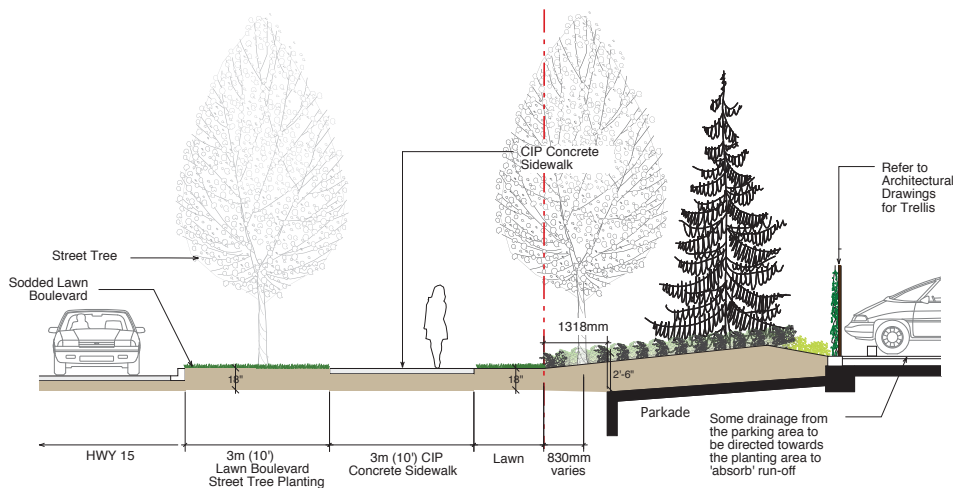 CIP Concrete
Sidewalk
Refer to
Architectural
Drawings
for Trellis
Street Tree
Sodded Lawn
Boulevard
1318mm
18"
18"
2'-6"
Parkade
Some drainage from
the parking area to
be directed towards
the planting area to
'absorb' run-off
HWY 15
3m (10')
Lawn Boulevard
Street Tree Planting
3m (10') CIP
Concrete Sidewalk
Lawn
830mm
varies